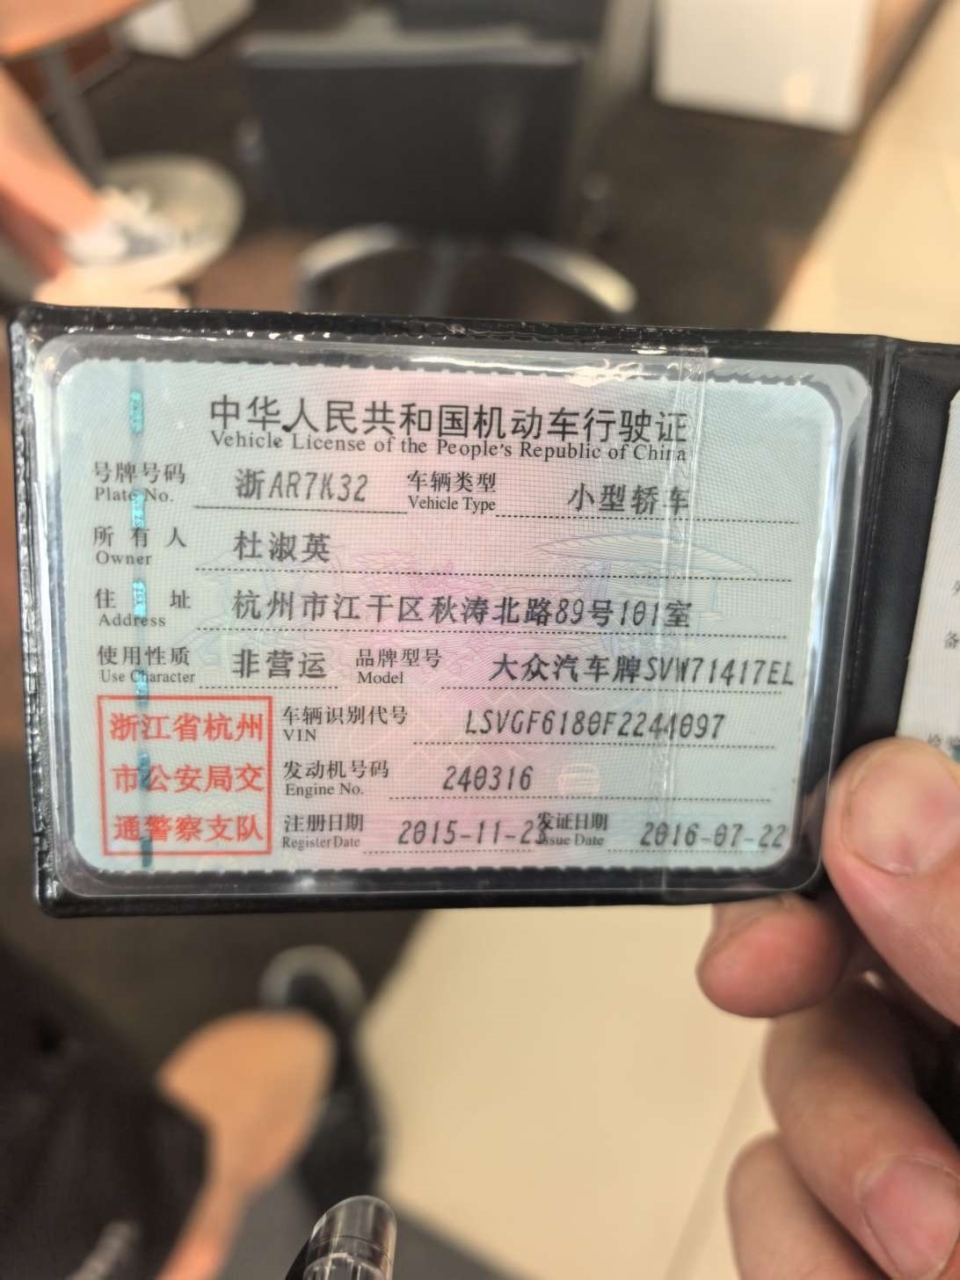 中华人民共和国机动车行驶证
Vehicle License of the People's Republic of China
号牌号码 浙AR7K32 车辆类型 小型轿车
Plate No. Vehicle Type
所有人 杜淑英
Owner
住址 杭州市江干区秋涛北路89号101室
Address
使用性质 非营运 品牌型号 大众汽车牌SVW71417EL
Use Character Model
浙江省杭州
市公安局交
通警察支队
车辆识别代号 LSVGF6180F2244097
VIN
发动机号码 240316
Engine No.
注册日期 2015-11-23 发证日期 2016-07-22
Register Date Issue Date
备